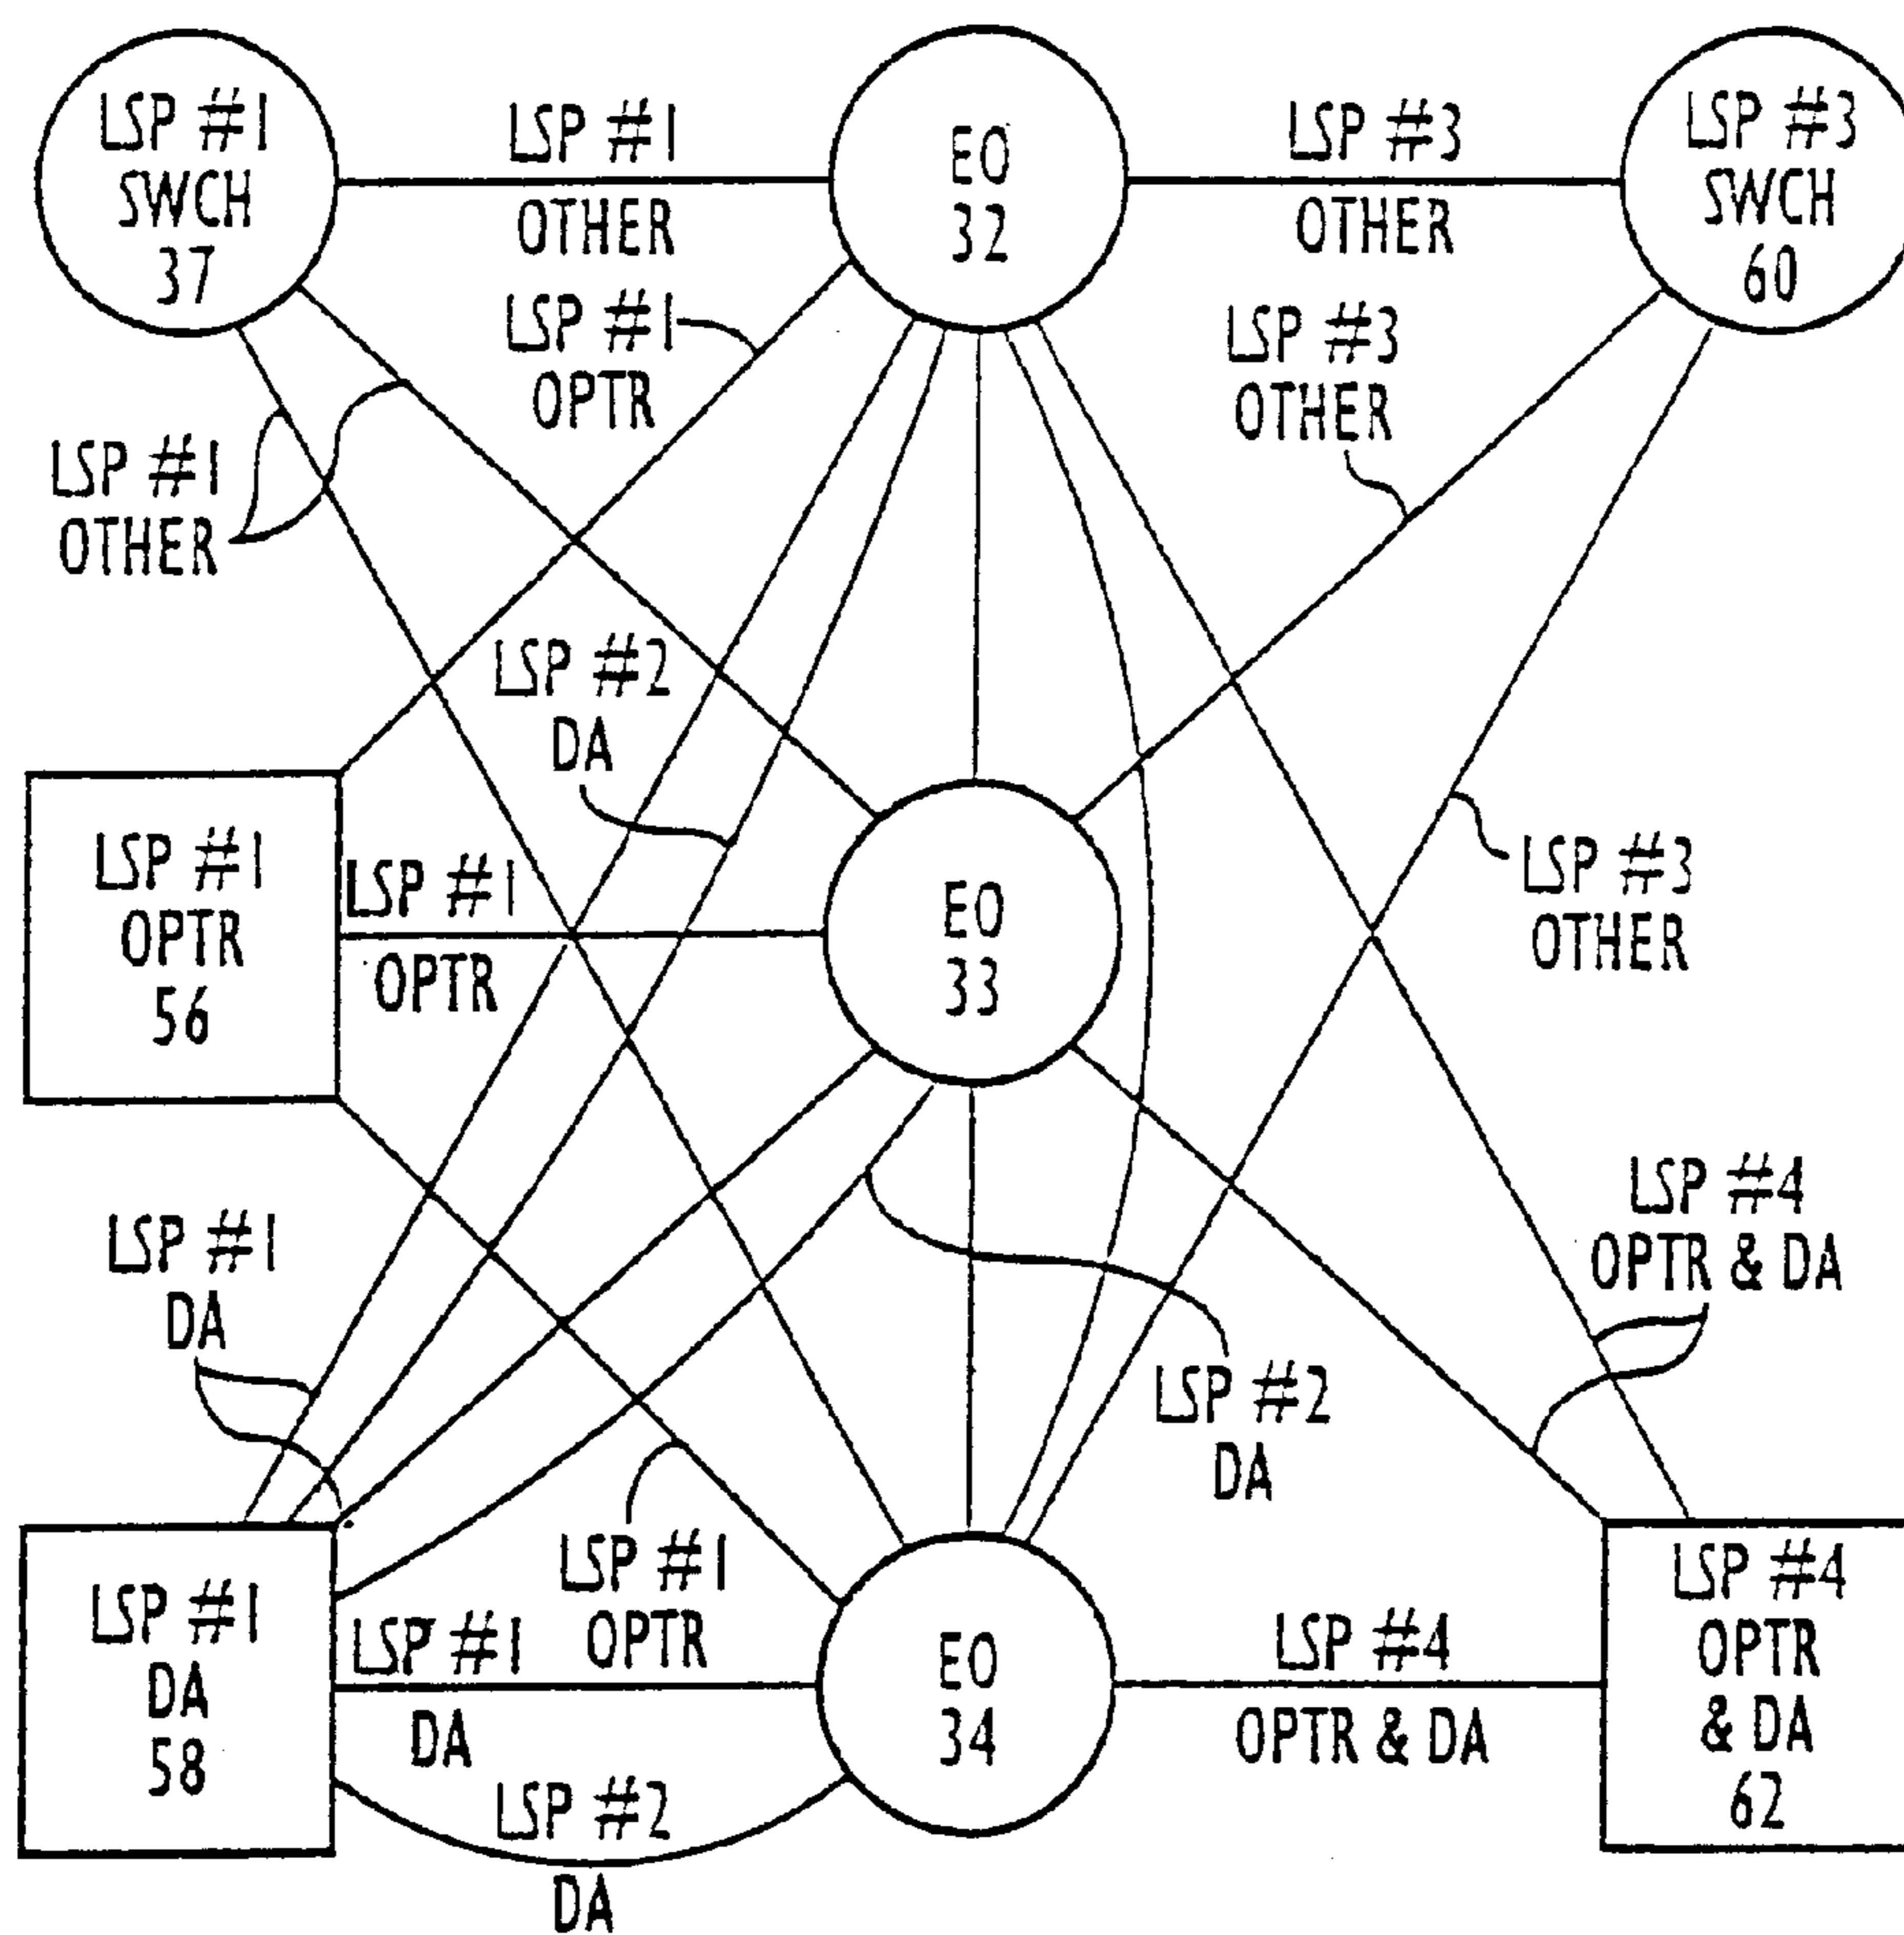 LSP #1
SWCH
37
LSP #1
OTHER
EO
32
LSP #3
OTHER
LSP #3
SWCH
60
LSP #1
OPTR
LSP #3
OTHER
LSP #1
OTHER
LSP #2
DA
LSP #1
OPTR
56
LSP #1
OPTR
EO
33
LSP #3
OTHER
LSP #1
DA
LSP #4
OPTR & DA
LSP #2
DA
LSP #1
DA
58
LSP #1
OPTR
LSP #1
DA
LSP #2
DA
EO
34
LSP #4
OPTR & DA
LSP #4
OPTR
& DA
62